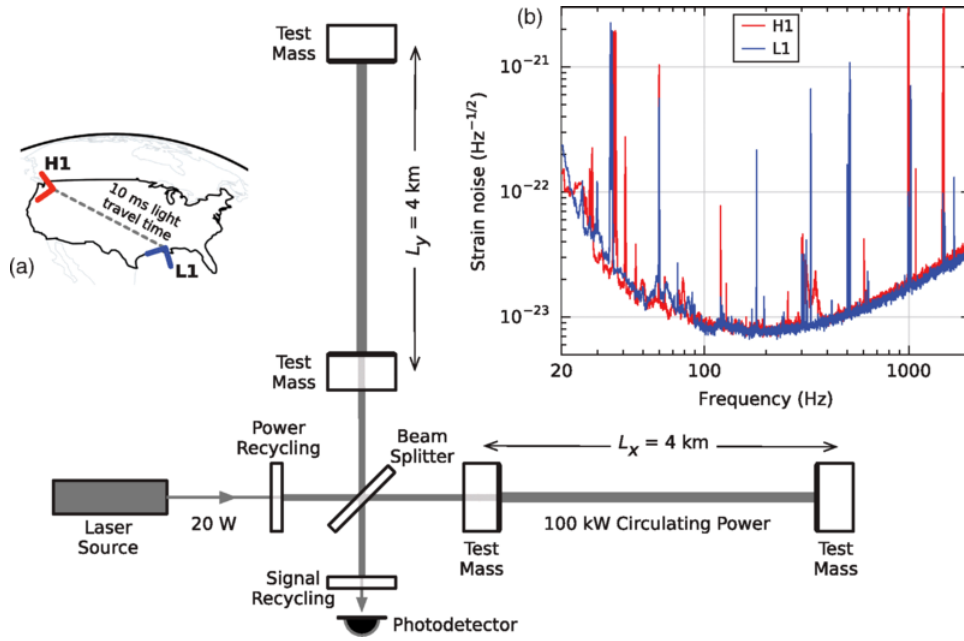 (a)
H1
10 ms light
travel time
L1
Test
Mass
L_y = 4 km
Test
Mass
Power
Recycling
Beam
Splitter
Laser
Source
20 W
Signal
Recycling
Photodetector
L_x = 4 km
Test
Mass
100 kW Circulating Power
Test
Mass
(b)
H1
L1
Strain noise (Hz^{-1/2})
10^{-21}
10^{-22}
10^{-23}
20
100
1000
Frequency (Hz)